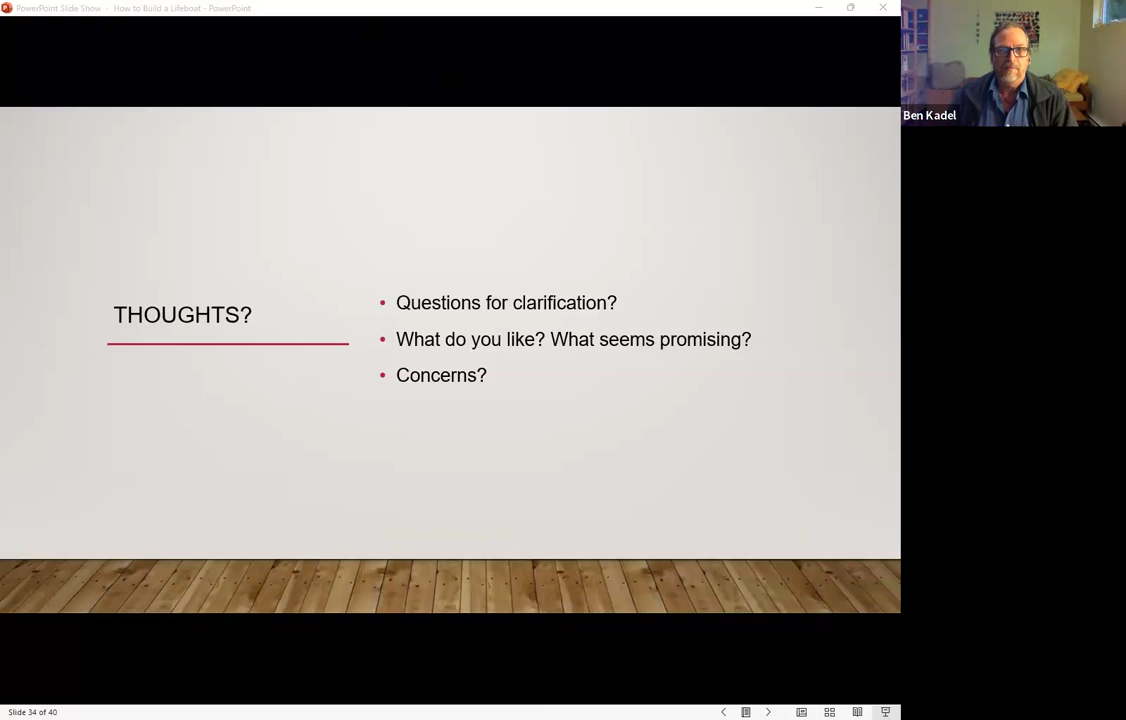 PowerPoint Slide Show - How to Build a Lifeboat - PowerPoint
Ben Kadel
THOUGHTS?
• Questions for clarification?
• What do you like? What seems promising?
• Concerns?
Slide 34 of 40